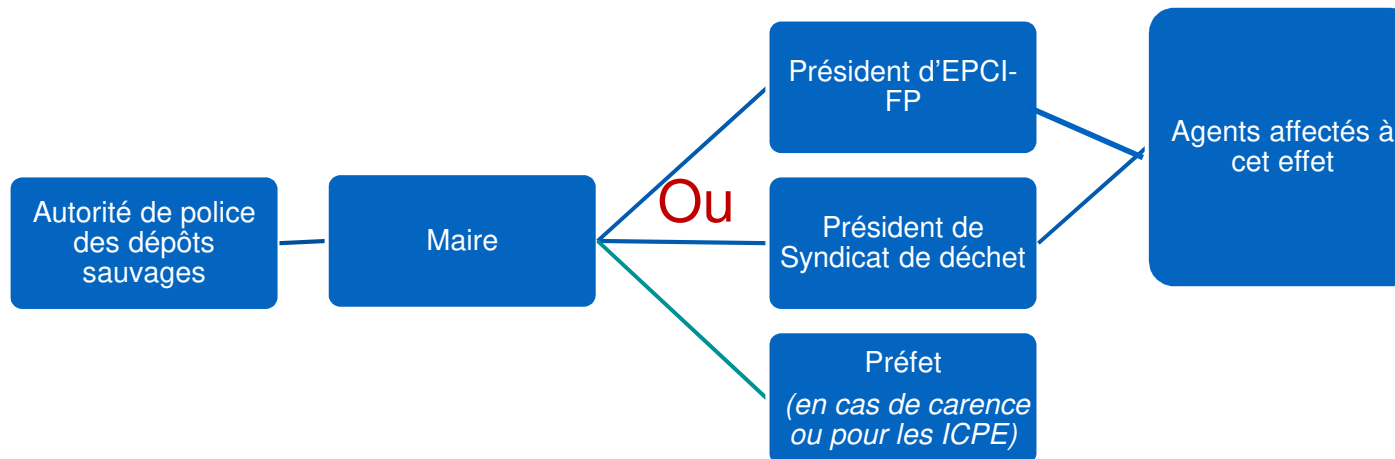 Autorité de police
des dépôts
sauvages
Maire
Ou
Président d’EPCI-
FP
Président de
Syndicat de déchet
Préfet
(en cas de carence
ou pour les ICPE)
Agents affectés à
cet effet